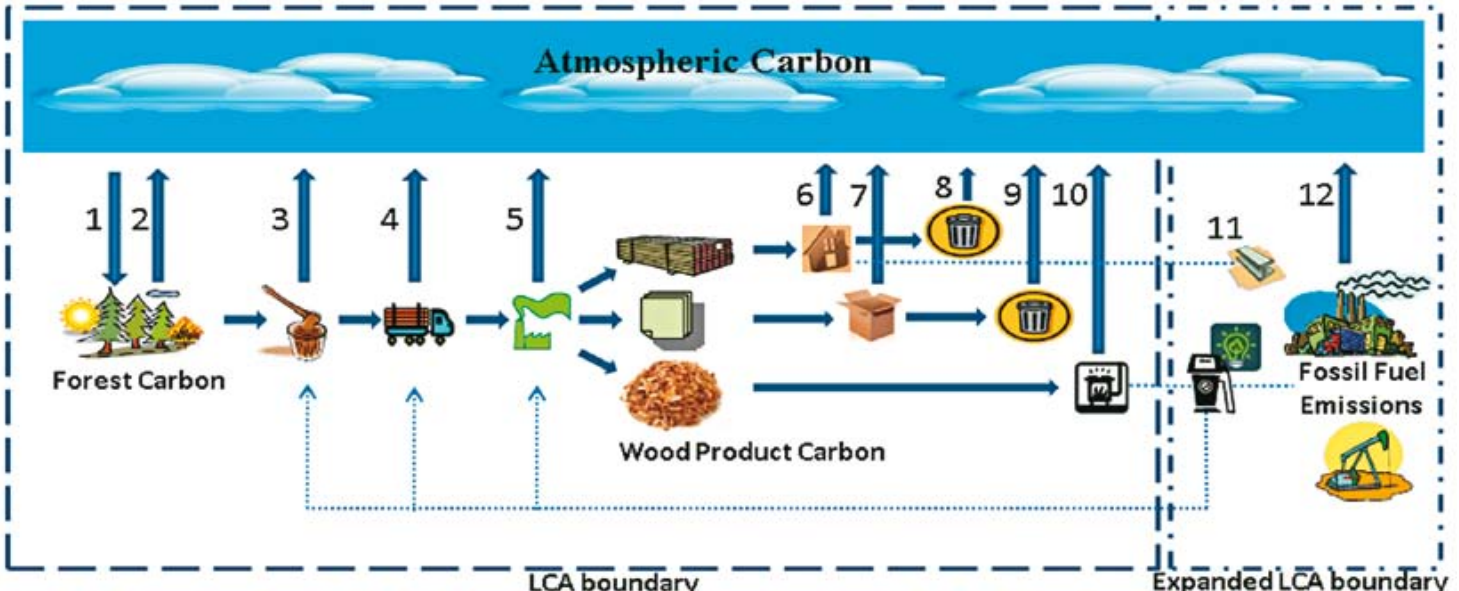 Atmospheric Carbon
1
2
3
4
5
6
7
8
9
10
11
12
Forest Carbon
Fossil Fuel
Emissions
Wood Product Carbon
LCA boundary
Expanded LCA boundary